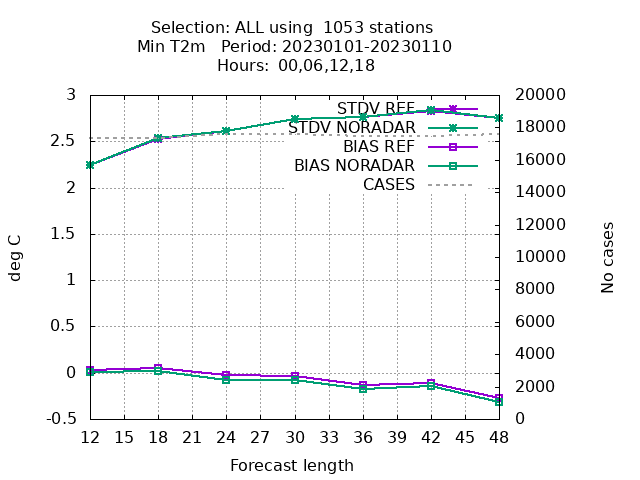 Selection: ALL using  1053 stations
Min T2m   Period: 20230101-20230110
Hours:  00,06,12,18
3
2.5
2
1.5
1
0.5
0
-0.5
deg C
20000
18000
16000
14000
12000
10000
8000
6000
4000
2000
0
No cases
STDV REF
STDV NORADAR
BIAS REF
BIAS NORADAR
CASES
12 15 18 21 24 27 30 33 36 39 42 45 48
Forecast length